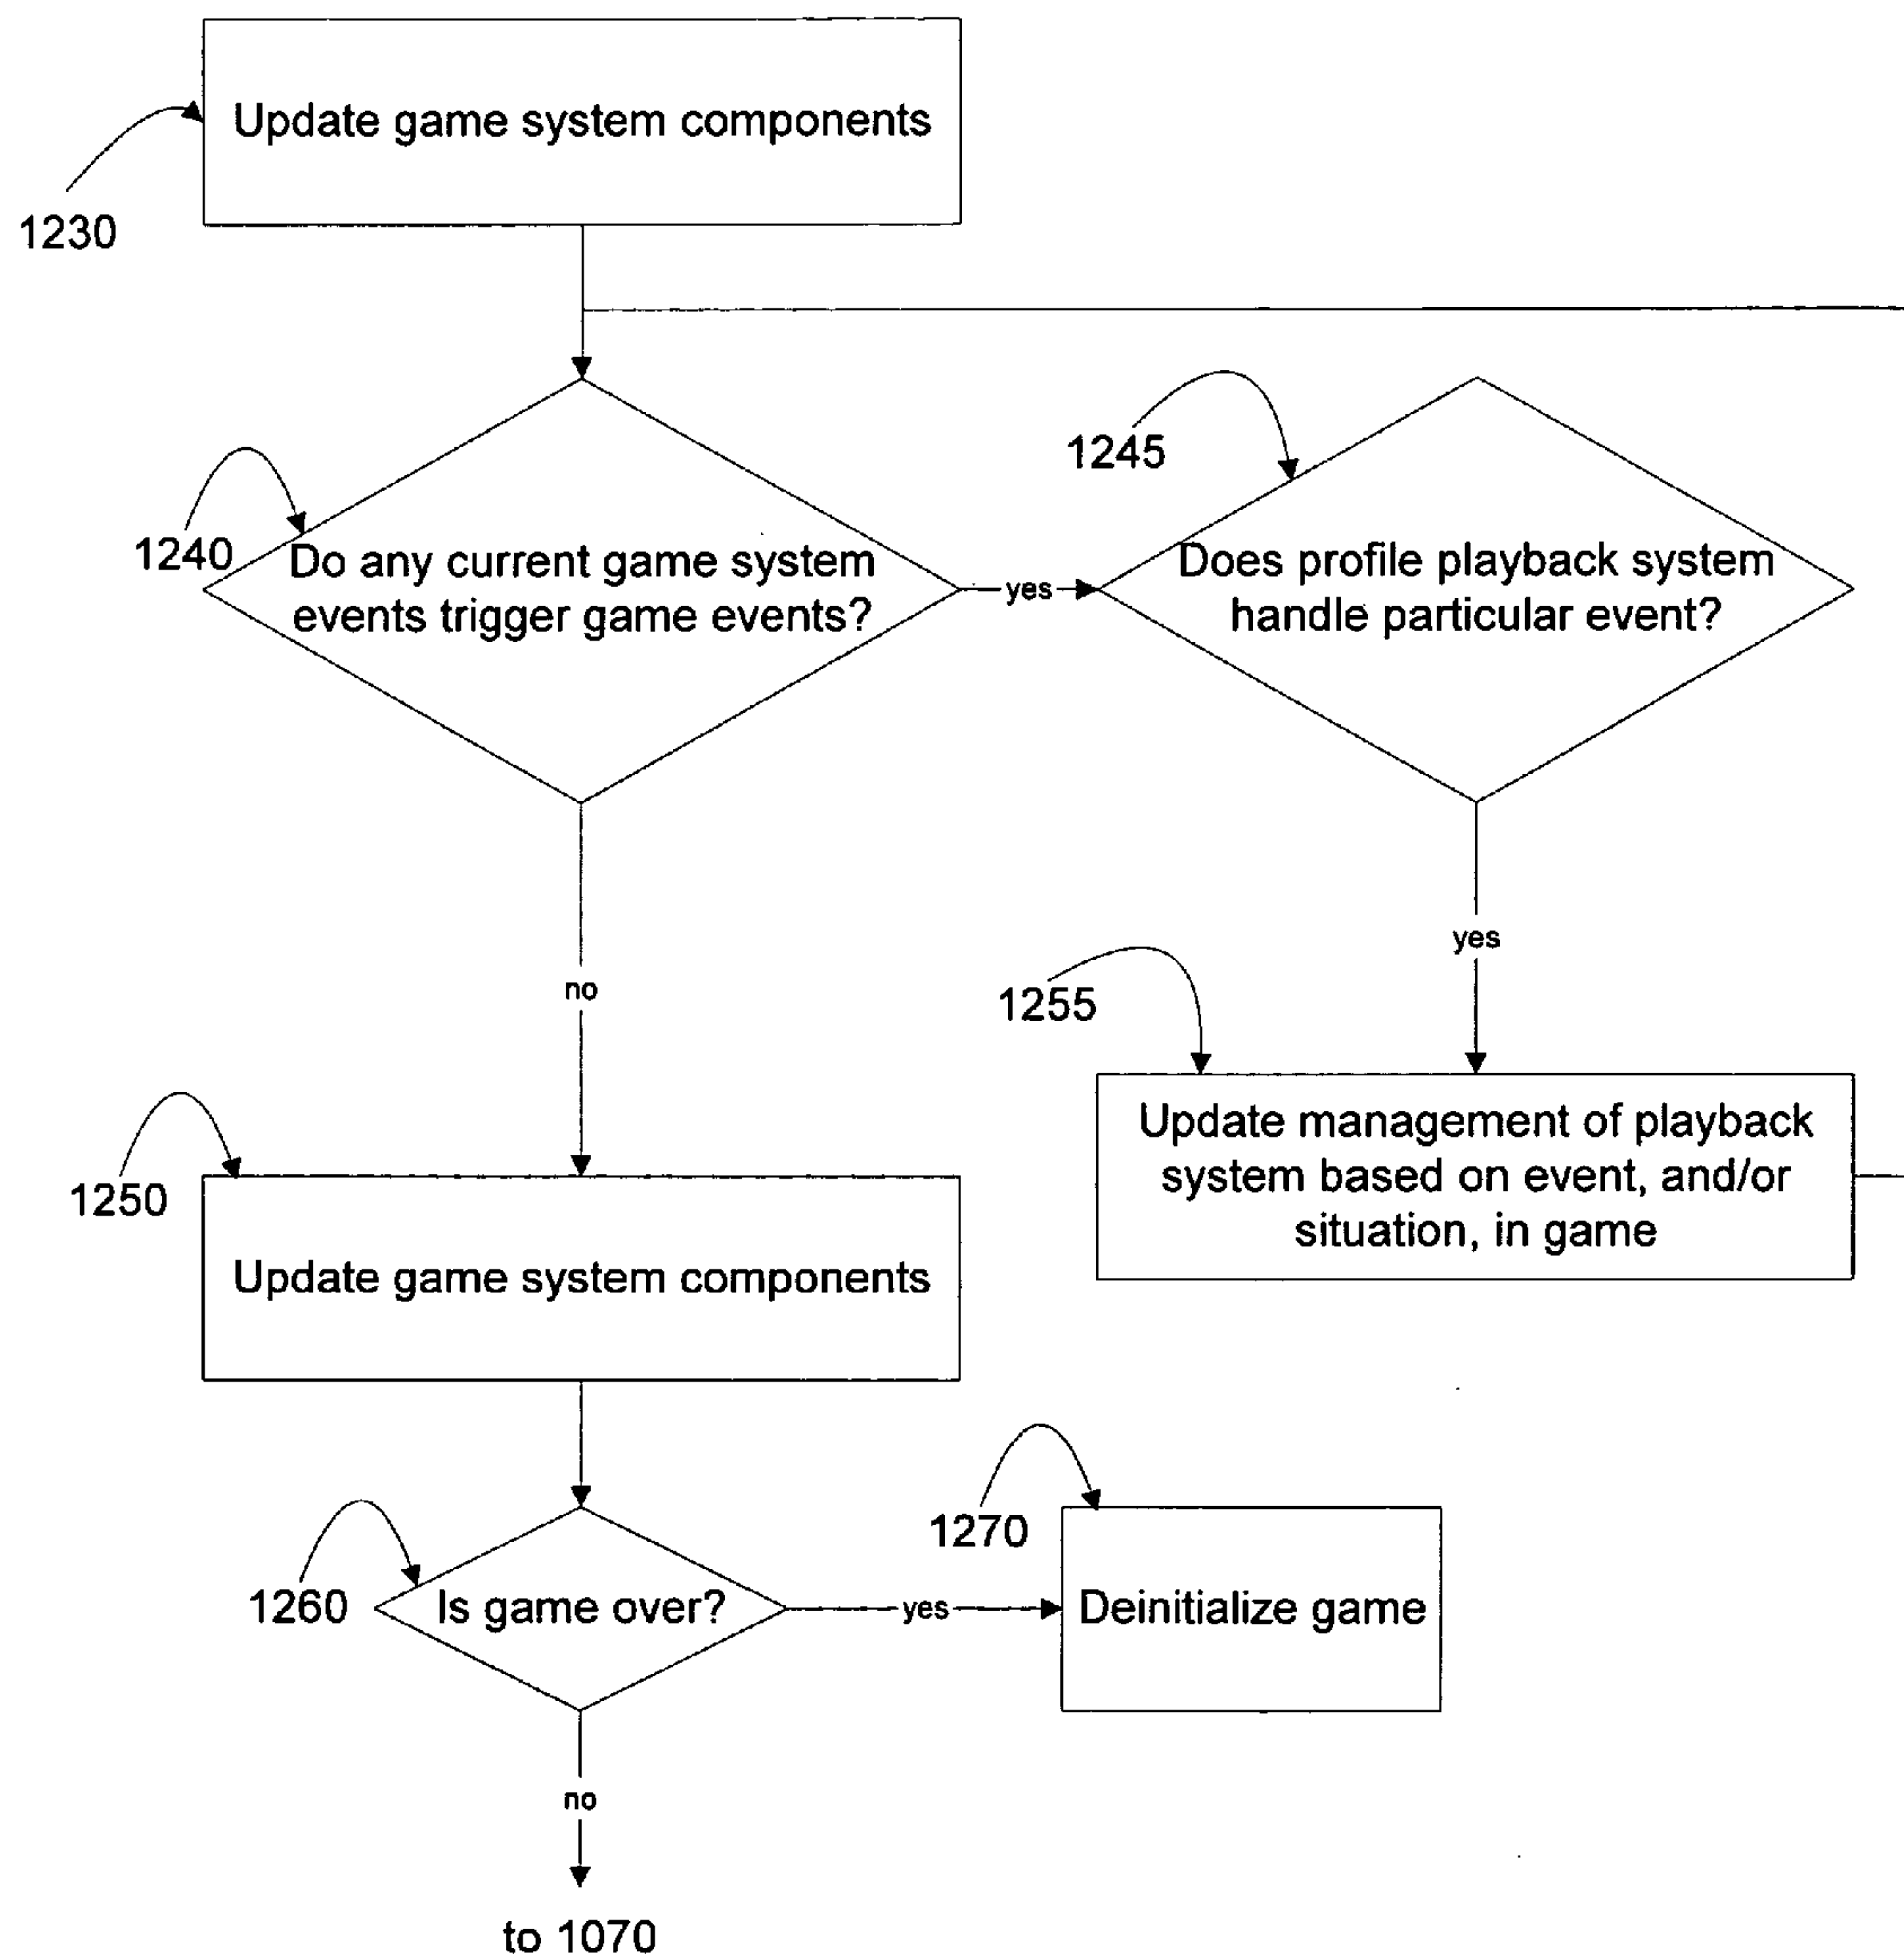 Update game system components
1230
1245
1240
Do any current game system
events trigger game events?
yes
Does profile playback system
handle particular event?
no
yes
1255
Update management of playback
system based on event, and/or
situation, in game
1250
Update game system components
1270
1260
Is game over?
yes
Deinitialize game
no
to 1070